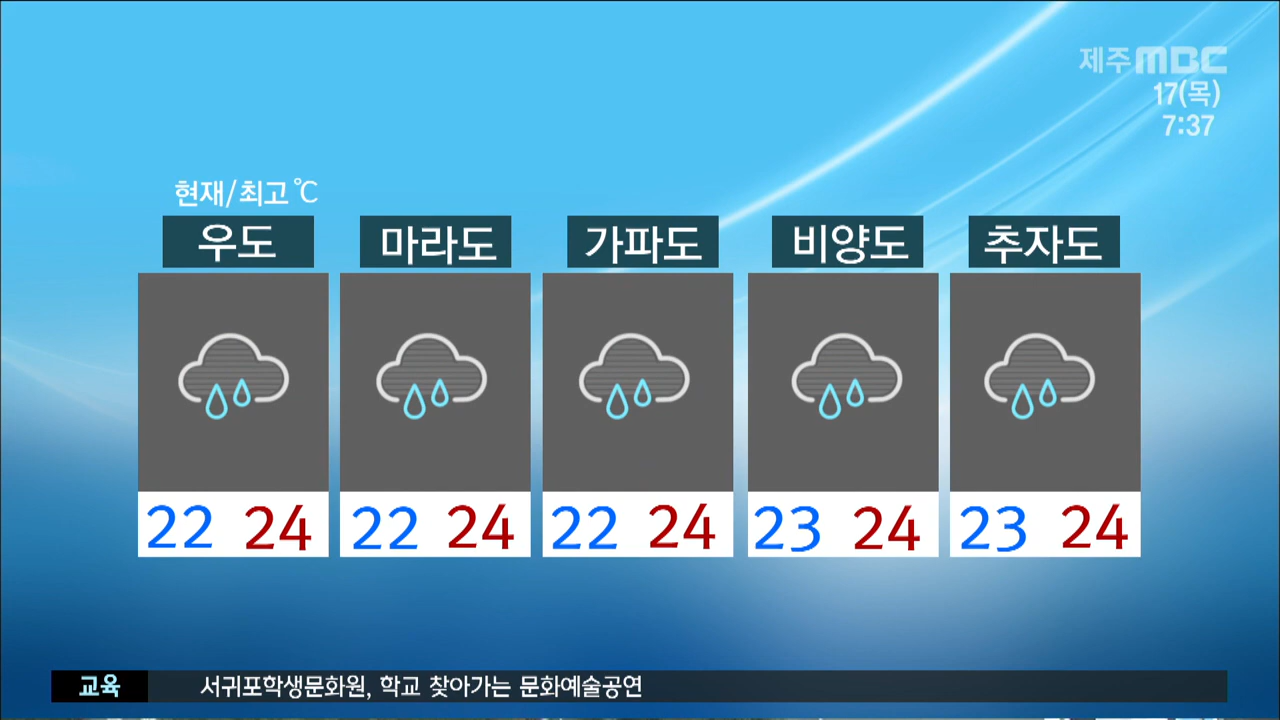 제주MBC
17(목)
7:37
현재/최고℃
우도 마라도 가파도 비양도 추자도
22 24 22 24 22 24 23 24 23 24
교육 서귀포학생문화원, 학교 찾아가는 문화예술공연